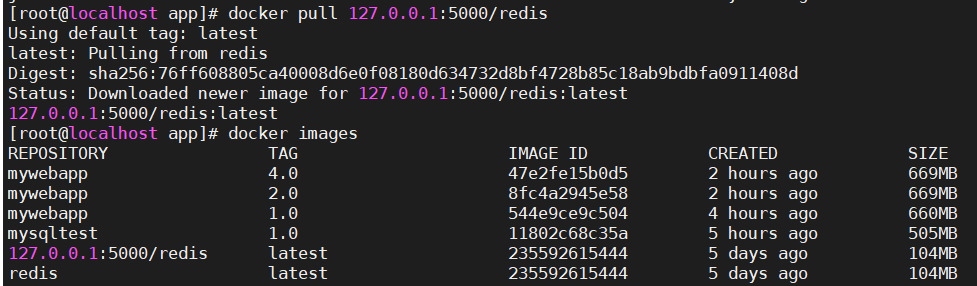 [root@localhost app]# docker pull 127.0.0.1:5000/redis
Using default tag: latest
latest: Pulling from redis
Digest: sha256:76ff608805ca40008d6e0f08180d634732d8bf4728b85c18ab9bdbfa0911408d
Status: Downloaded newer image for 127.0.0.1:5000/redis:latest
127.0.0.1:5000/redis:latest
[root@localhost app]# docker images
REPOSITORY TAG IMAGE ID CREATED SIZE
mywebapp 4.0 47e2fe15b0d5 2 hours ago 669MB
mywebapp 2.0 8fc4a2945e58 2 hours ago 669MB
mywebapp 1.0 544e9ce9c504 4 hours ago 660MB
mysqltest 1.0 11802c68c35a 5 hours ago 505MB
127.0.0.1:5000/redis latest 235592615444 5 days ago 104MB
redis latest 235592615444 5 days ago 104MB